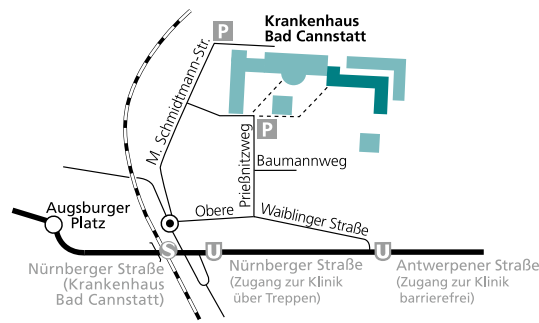 Krankenhaus
Bad Cannstatt
P
M. Schmidtmann-Str.
P
Prießnitzweg
Baumannweg
Augsburger
Platz
Obere
Waiblinger Straße
S
U
U
Nürnberger Straße
(Krankenhaus
Bad Cannstatt)
Nürnberger Straße
(Zugang zur Klinik
über Treppen)
Antwerpener Straße
(Zugang zur Klinik
barrierefrei)